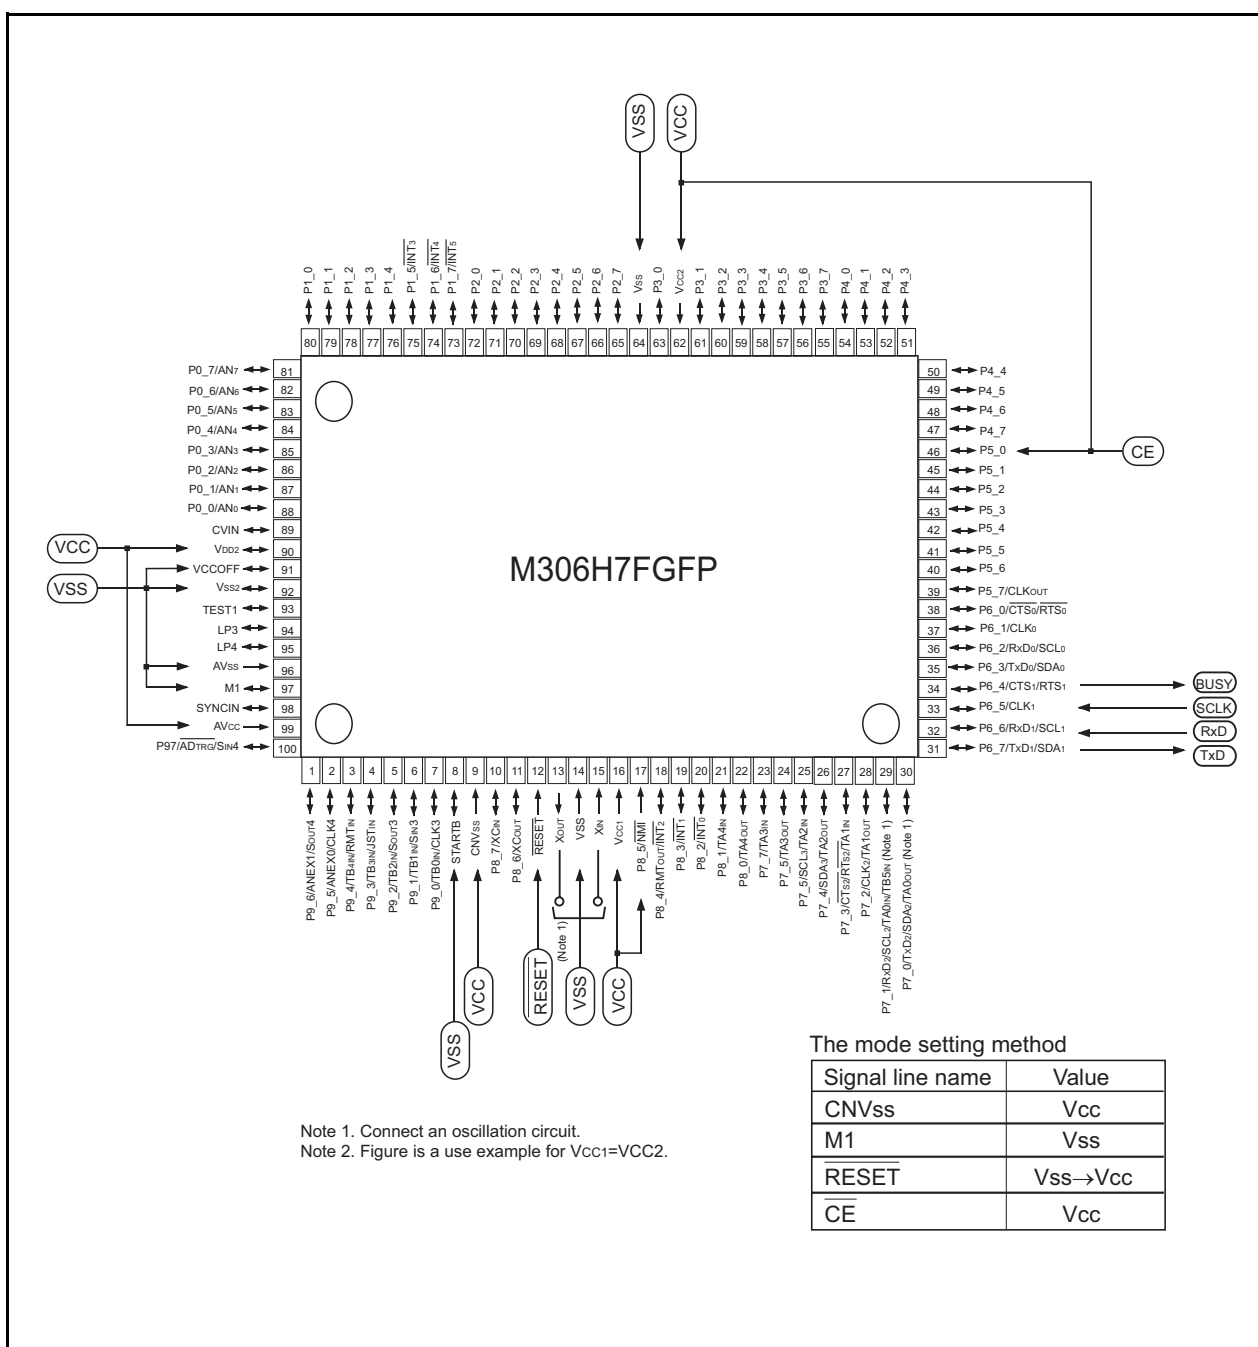 VSS
VCC
P1_0
P1_1
P1_2
P1_3
P1_4
P1_5/INT3
P1_6/INT4
P1_7/INT5
P2_0
P2_1
P2_2
P2_3
P2_4
P2_5
P2_6
P2_7
Vss
P3_0
VCC2
P3_1
P3_2
P3_3
P3_4
P3_5
P3_6
P3_7
P4_0
P4_1
P4_2
P4_3
80 79 78 77 76 75 74 73 72 71 70 69 68 67 66 65 64 63 62 61 60 59 58 57 56 55 54 53 52 51
P0_7/AN7 81
P0_6/AN6 82
P0_5/AN5 83
P0_4/AN4 84
P0_3/AN3 85
P0_2/AN2 86
P0_1/AN1 87
P0_0/AN0 88
CVIN 89
VCC
VDD2 90
VCCOFF 91
VSS
VSS2 92
TEST1 93
LP3 94
LP4 95
AVSS 96
M1 97
SYNCIN 98
AVCC 99
P97/ADTRG/SIN4 100
M306H7FGFP
50 P4_4
49 P4_5
48 P4_6
47 P4_7
46 P5_0
CE
45 P5_1
44 P5_2
43 P5_3
42 P5_4
41 P5_5
40 P5_6
39 P5_7/CLKOUT
38 P6_0/CTS0/RTS0
37 P6_1/CLK0
36 P6_2/RxD0/SCL0
35 P6_3/TxD0/SDA0
34 P6_4/CTS1/RTS1
BUSY
33 P6_5/CLK1
SCLK
32 P6_6/RxD1/SCL1
RxD
31 P6_7/TxD1/SDA1
TxD
1 2 3 4 5 6 7 8 9 10 11 12 13 14 15 16 17 18 19 20 21 22 23 24 25 26 27 28 29 30
P9_6/ANEX1/SOUT4
P9_5/ANEX0/CLK4
P9_4/TB4IN/RMTIN
P9_3/TB3IN/JSTIN
P9_2/TB2IN/SOUT3
P9_1/TB1IN/SIN3
P9_0/TB0IN/CLK3
STARTB
CNVSS
P8_7/XCIN
P8_6/XCOUT
RESET
XOUT
VSS
XIN
VCC1
P8_5/NMI
P8_4/RMTOUT/INT2
P8_3/INT1
P8_2/INT0
P8_1/TA4IN
P8_0/TA4OUT
P7_7/TA3IN
P7_5/TA3OUT
P7_5/SCL3/TA2IN
P7_4/SDA3/TA2OUT
P7_3/CTS2/RTS2/TA1IN
P7_2/CLK2/TA1OUT
P7_1/RxD2/SCL2/TA0IN/TB5IN (Note 1)
P7_0/TxD2/SDA2/TA0OUT (Note 1)
(Note 1)
VSS
VCC
RESET
VSS
VCC
The mode setting method
Signal line name Value
CNVss Vcc
M1 Vss
RESET Vss→Vcc
CE Vcc
Note 1. Connect an oscillation circuit.
Note 2. Figure is a use example for VCC1=VCC2.